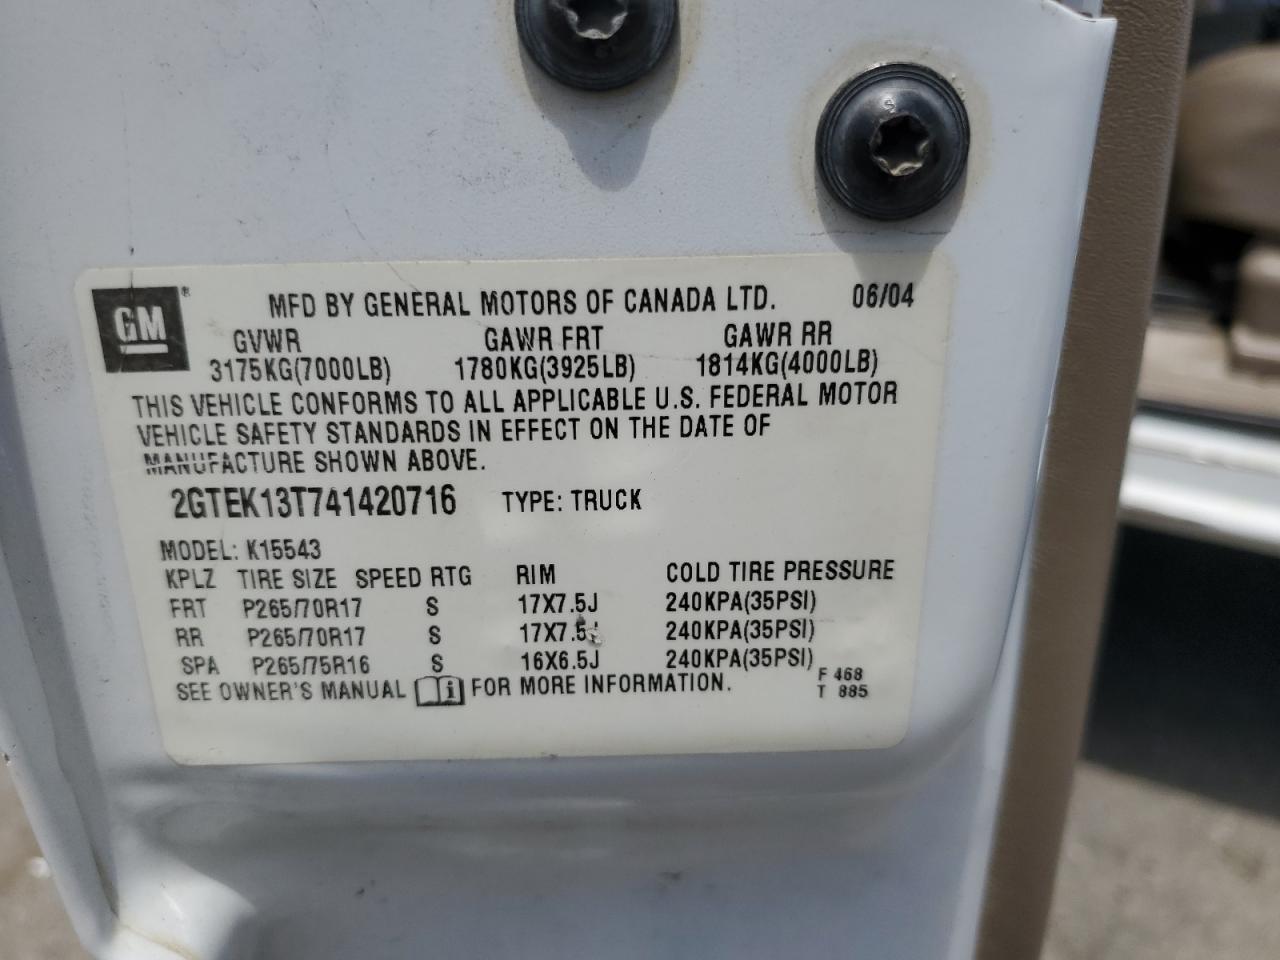 GM ®
MFD BY GENERAL MOTORS OF CANADA LTD. 06/04
GVWR GAWR FRT GAWR RR
3175KG(7000LB) 1780KG(3925LB) 1814KG(4000LB)
THIS VEHICLE CONFORMS TO ALL APPLICABLE U.S. FEDERAL MOTOR
VEHICLE SAFETY STANDARDS IN EFFECT ON THE DATE OF
MANUFACTURE SHOWN ABOVE.
2GTEK13T741420716 TYPE: TRUCK
MODEL: K15543
KPLZ TIRE SIZE SPEED RTG RIM COLD TIRE PRESSURE
FRT P265/70R17 S 17X7.5J 240KPA(35PSI)
RR P265/70R17 S 17X7.5J 240KPA(35PSI)
SPA P265/75R16 S 16X6.5J 240KPA(35PSI)
F 468
SEE OWNER'S MANUAL i FOR MORE INFORMATION. T 885